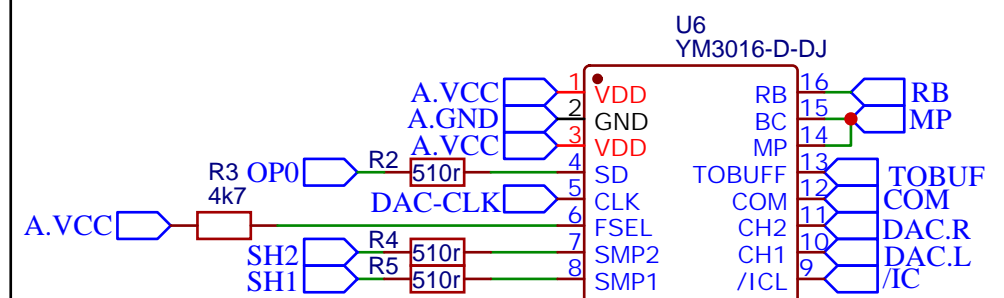 U6
YM3016-D-DJ
A.VCC 1 VDD RB 16 RB
A.GND 2 GND BC 15 MP
A.VCC 3 VDD MP 14
OP0 R2 510r 4 SD TOBUFF 13 TOBUF
DAC-CLK 5 CLK COM 12 COM
A.VCC R3 4k7 6 FSEL CH2 11 DAC.R
SH2 R4 510r 7 SMP2 CH1 10 DAC.L
SH1 R5 510r 8 SMP1 /ICL 9 /IC